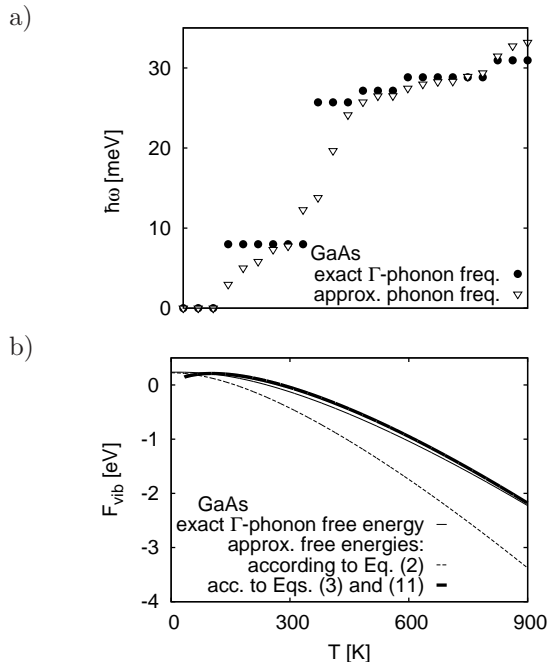 a)
30
20
10
0
ħω [meV]
GaAs
exact Γ-phonon freq.
approx. phonon freq.
b)
0
-1
-2
-3
-4
F_vib [eV]
GaAs
exact Γ-phonon free energy
approx. free energies:
according to Eq. (2)
acc. to Eqs. (3) and (11)
0 300 600 900
T [K]